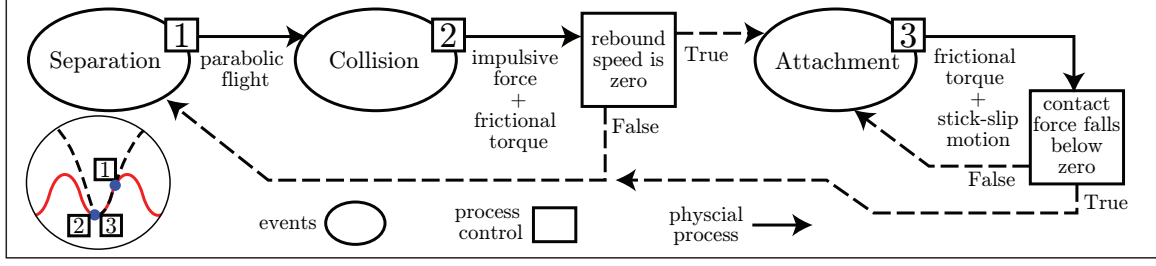 Separation
1
parabolic
flight
Collision
2
impulsive
force
+
frictional
torque
rebound
speed is
zero
True
False
Attachment
3
frictional
torque
+
stick-slip
motion
contact
force falls
below
zero
False
True
1
2 3
events
process
control
physcial
process